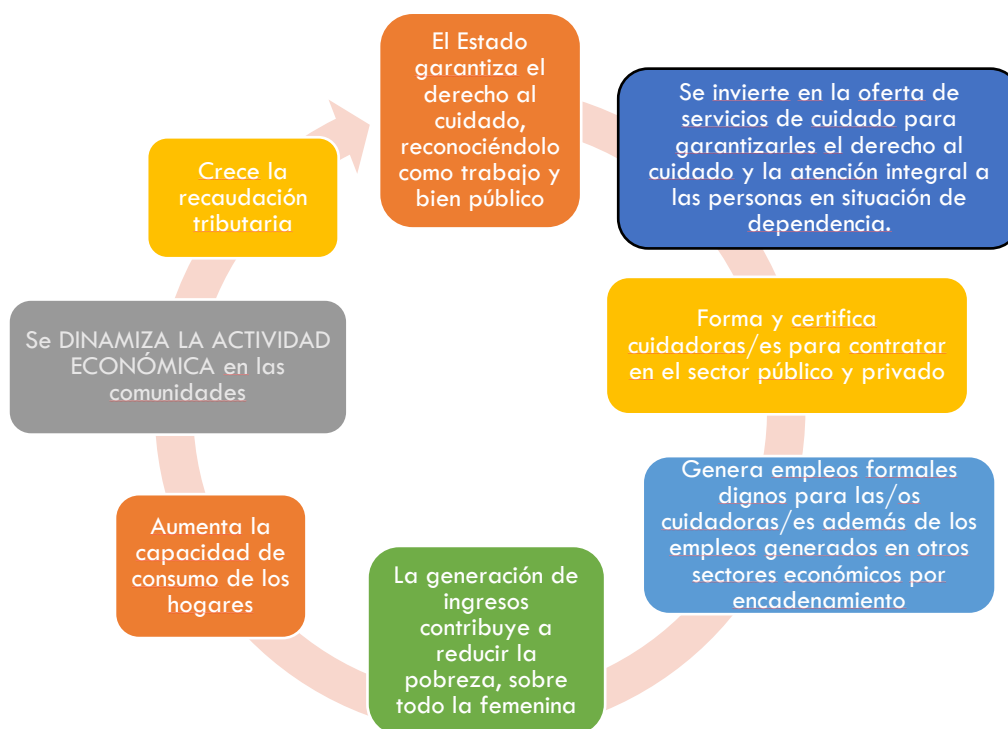 El Estado
garantiza el
derecho al
cuidado,
reconociéndolo
como trabajo y
bien público
Se invierte en la oferta de
servicios de cuidado para
garantizarles el derecho al
cuidado y la atención integral a
las personas en situación de
dependencia.
Forma y certifica
cuidadoras/es para contratar
en el sector público y privado
Genera empleos formales
dignos para las/os
cuidadoras/es además de los
empleos generados en otros
sectores económicos por
encadenamiento
La generación de
ingresos
contribuye a
reducir la
pobreza, sobre
todo la femenina
Aumenta la
capacidad de
consumo de los
hogares
Se DINAMIZA LA ACTIVIDAD
ECONÓMICA en las
comunidades
Crece la
recaudación
tributaria